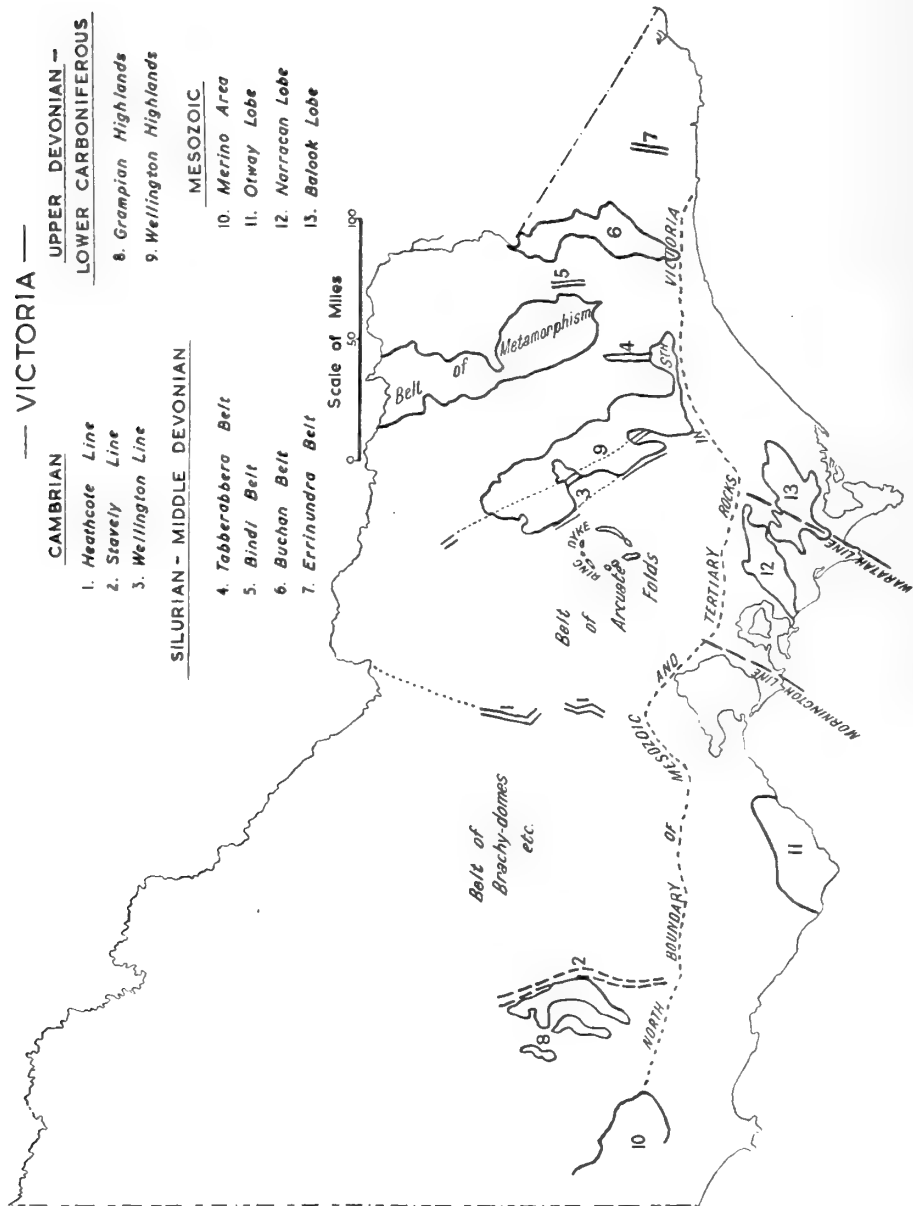 — VICTORIA —
CAMBRIAN
1. Heathcote Line
2. Stavely Line
3. Wellington Line
SILURIAN – MIDDLE DEVONIAN
4. Tabberabbera Belt
5. Bindi Belt
6. Buchan Belt
7. Errinundra Belt
UPPER DEVONIAN –
LOWER CARBONIFEROUS
8. Grampian Highlands
9. Wellington Highlands
MESOZOIC
10. Merino Area
11. Otway Lobe
12. Narracan Lobe
13. Balook Lobe
Scale of Miles
0 50 100
Belt of Metamorphism
5
6
7
4
9
3
RING DYKE
Belt
of
Arcuate
Folds
1
1
Belt of
Brachy-domes
etc.
2
8
10
NORTH BOUNDARY OF MESOZOIC AND TERTIARY ROCKS IN STH VICTORIA
11
12
13
MORNINGTON LINE
WARATAH LINE